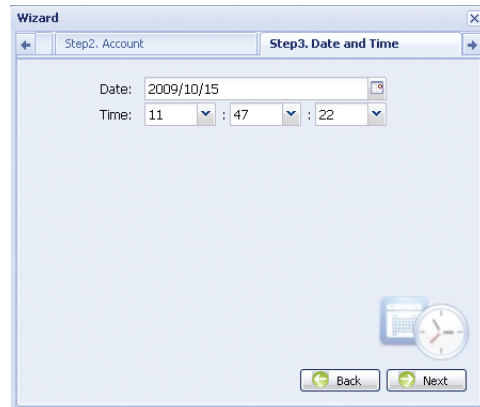 Wizard
Step2. Account Step3. Date and Time
Date: 2009/10/15
Time: 11 : 47 : 22
Back Next